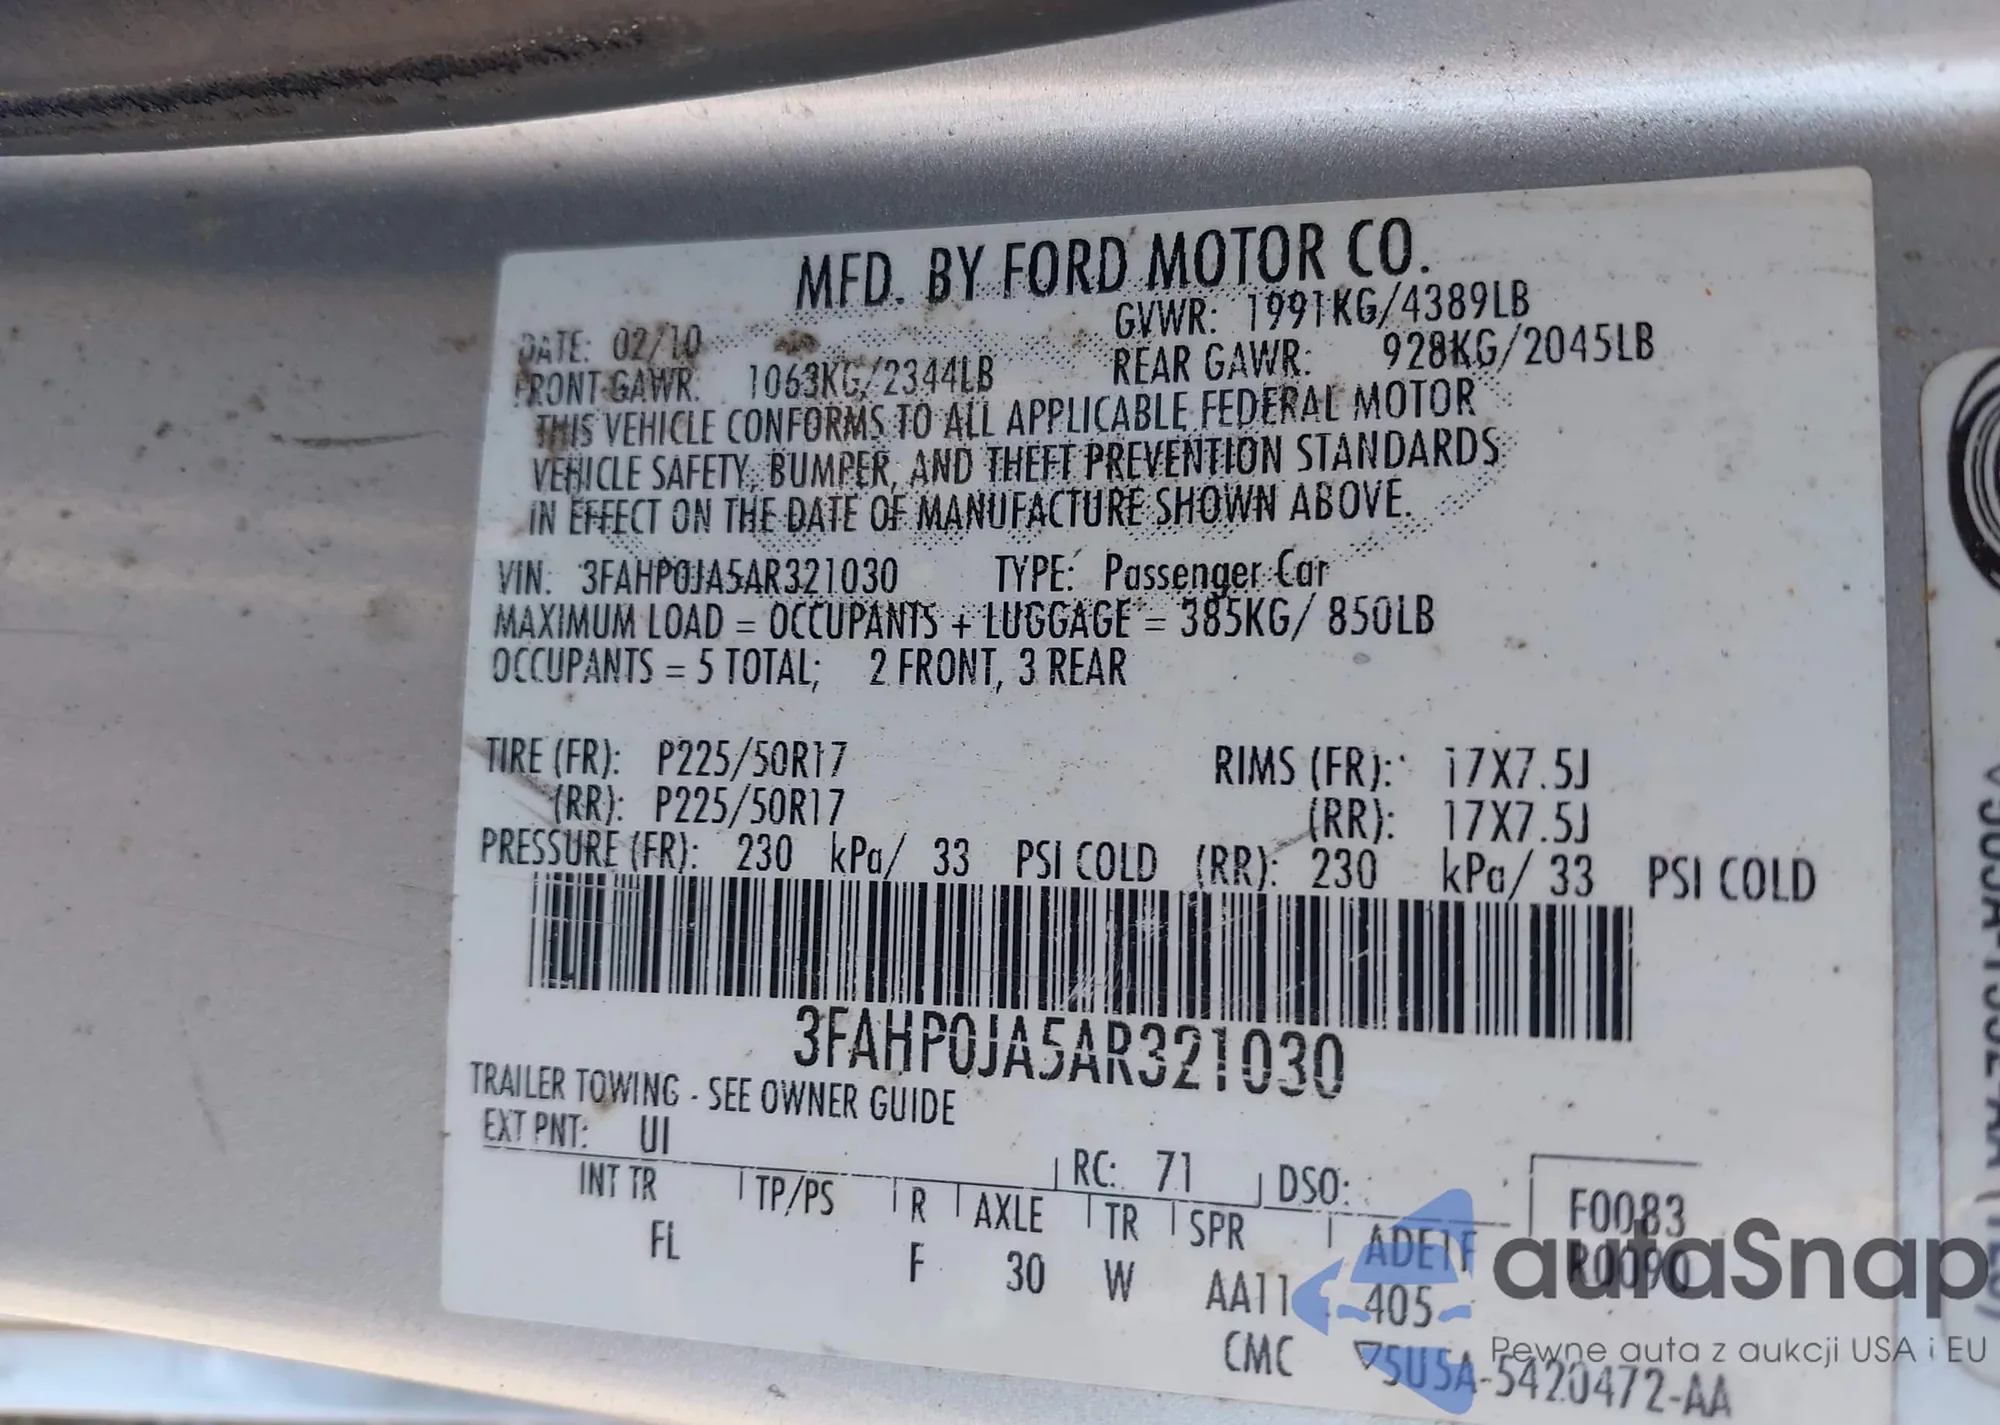 MFD. BY FORD MOTOR CO.
DATE: 02/10 GVWR: 1991KG/4389LB
FRONT GAWR: 1063KG/2344LB REAR GAWR: 928KG/2045LB
THIS VEHICLE CONFORMS TO ALL APPLICABLE FEDERAL MOTOR
VEHICLE SAFETY, BUMPER, AND THEFT PREVENTION STANDARDS
IN EFFECT ON THE DATE OF MANUFACTURE SHOWN ABOVE.
VIN: 3FAHP0JA5AR321030 TYPE: Passenger Car
MAXIMUM LOAD = OCCUPANTS + LUGGAGE = 385KG/ 850LB
OCCUPANTS = 5 TOTAL; 2 FRONT, 3 REAR
TIRE (FR): P225/50R17 RIMS (FR): 17X7.5J
(RR): P225/50R17 (RR): 17X7.5J
PRESSURE (FR): 230 kPa/ 33 PSI COLD (RR): 230 kPa/ 33 PSI COLD
3FAHP0JA5AR321030
TRAILER TOWING - SEE OWNER GUIDE
EXT PNT: UI RC: 71 DSO: F0083
INT TR TP/PS R AXLE TR SPR ADE1F R0090
FL F 30 W AA11 405
CMC 5U5A-5420472-AA
autaSnap
Pewne auta z aukcji USA i EU